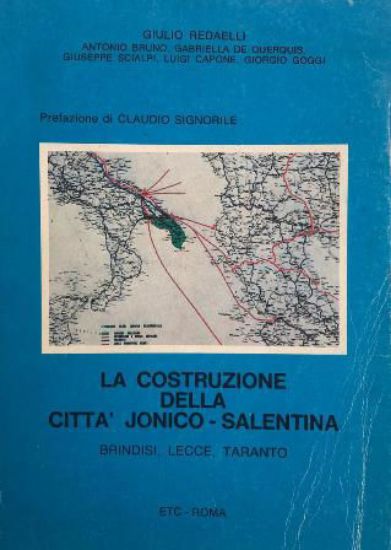 GIULIO REDAELLI
ANTONIO BRUNO, GABRIELLA DE QUERQUIS,
GIUSEPPE SCIALPI, LUIGI CAPONE, GIORGIO GOGGI
Prefazione di CLAUDIO SIGNORILE
LA COSTRUZIONE
DELLA
CITTA' JONICO - SALENTINA
BRINDISI, LECCE, TARANTO
ETC - ROMA